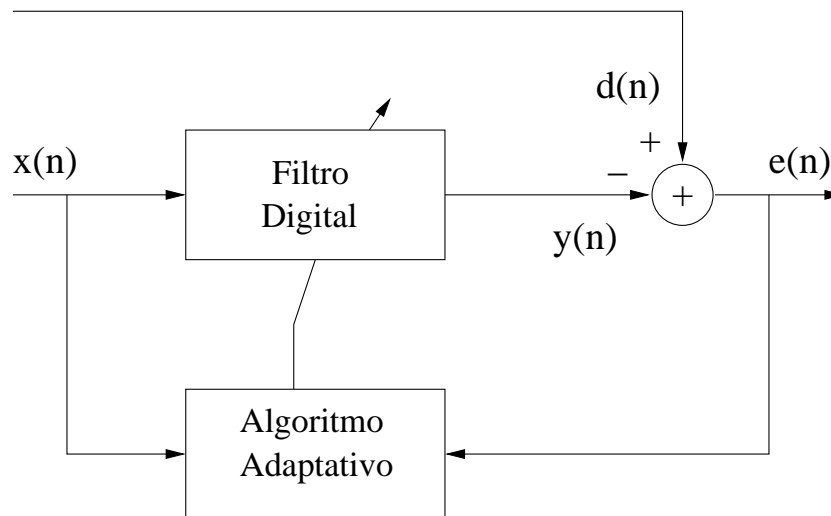 d(n)
+
x(n)
Filtro
Digital
−
+
e(n)
y(n)
Algoritmo
Adaptativo